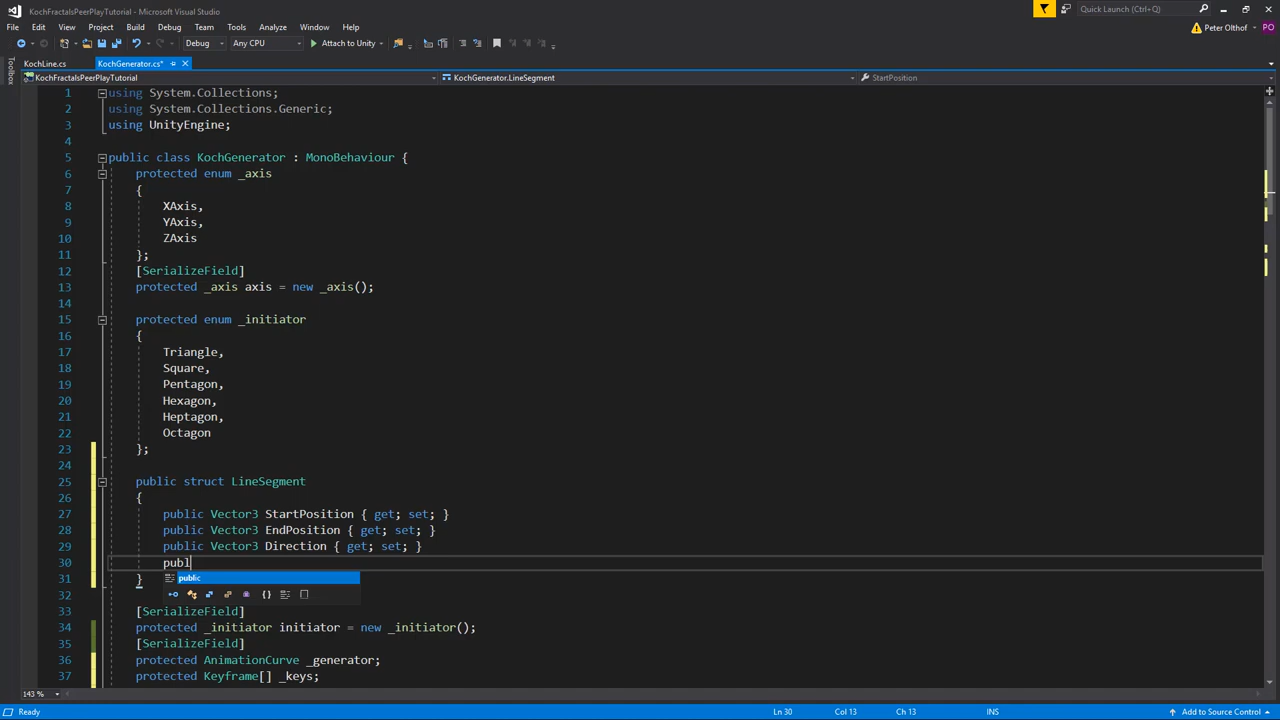 KochFractalsPeerPlayTutorial - Microsoft Visual Studio
Quick Launch (Ctrl+Q)
File Edit View Project Build Debug Team Tools Test Analyze Window Help
Peter Olthof PO
Debug Any CPU Attach to Unity
Toolbox
KochLine.cs KochGenerator.cs*
KochFractalsPeerPlayTutorial KochGenerator.LineSegment StartPosition
1 using System.Collections;
2 using System.Collections.Generic;
3 using UnityEngine;
4
5 public class KochGenerator : MonoBehaviour {
6 protected enum _axis
7 {
8 XAxis,
9 YAxis,
10 ZAxis
11 };
12 [SerializeField]
13 protected _axis axis = new _axis();
14
15 protected enum _initiator
16 {
17 Triangle,
18 Square,
19 Pentagon,
20 Hexagon,
21 Heptagon,
22 Octagon
23 };
24
25 public struct LineSegment
26 {
27 public Vector3 StartPosition { get; set; }
28 public Vector3 EndPosition { get; set; }
29 public Vector3 Direction { get; set; }
30 publ
31 }
public
32
33 [SerializeField]
34 protected _initiator initiator = new _initiator();
35 [SerializeField]
36 protected AnimationCurve _generator;
37 protected Keyframe[] _keys;
143 %
Ready Ln 30 Col 13 Ch 13 INS Add to Source Control